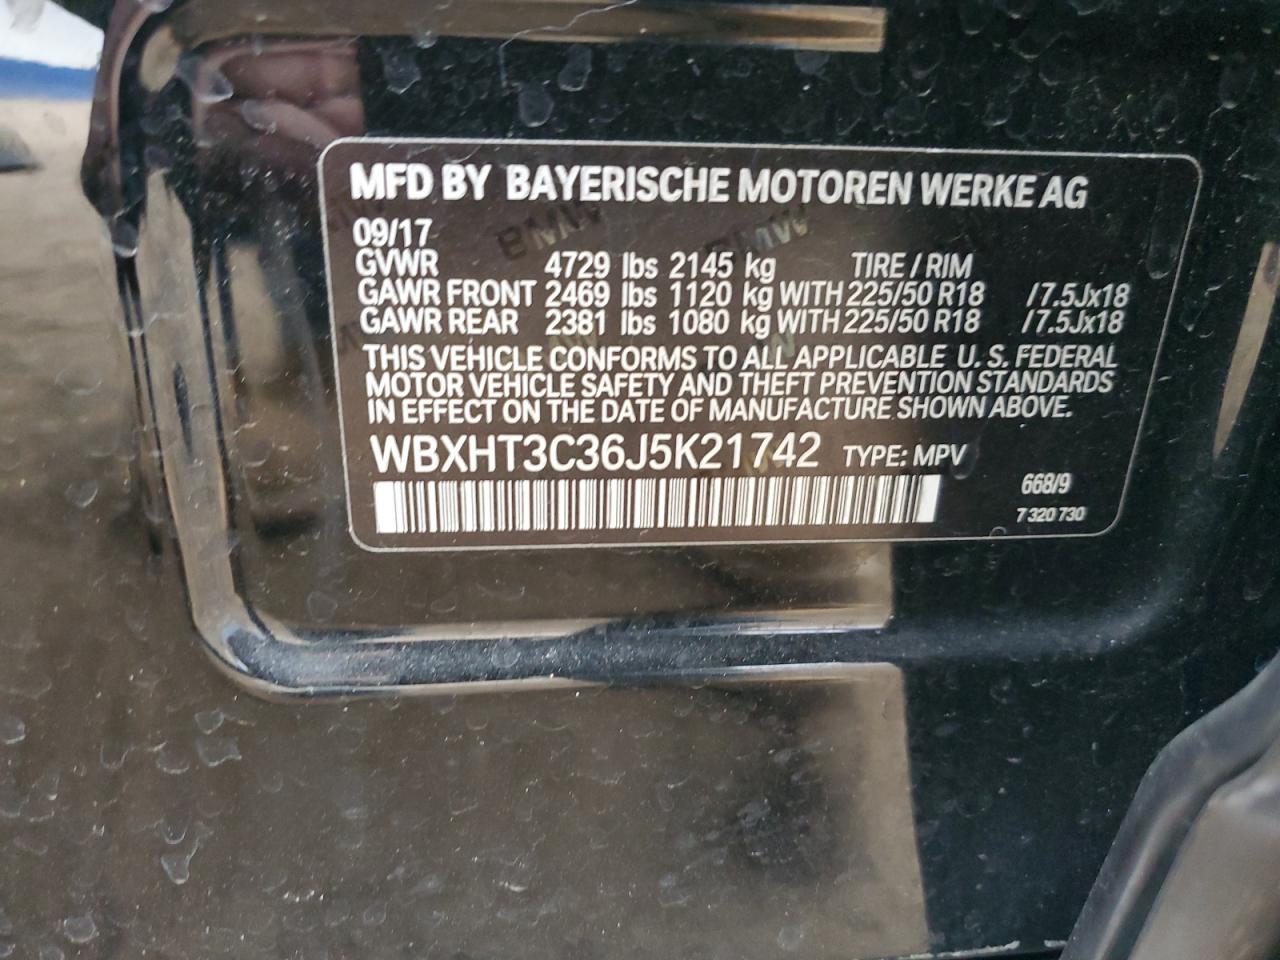 MFD BY BAYERISCHE MOTOREN WERKE AG
09/17
GVWR 4729 lbs 2145 kg TIRE / RIM
GAWR FRONT 2469 lbs 1120 kg WITH 225/50 R18 /7.5Jx18
GAWR REAR 2381 lbs 1080 kg WITH 225/50 R18 /7.5Jx18
THIS VEHICLE CONFORMS TO ALL APPLICABLE U.S. FEDERAL
MOTOR VEHICLE SAFETY AND THEFT PREVENTION STANDARDS
IN EFFECT ON THE DATE OF MANUFACTURE SHOWN ABOVE.
WBXHT3C36J5K21742 TYPE: MPV
668/9
7 320 730
BMW
BMW